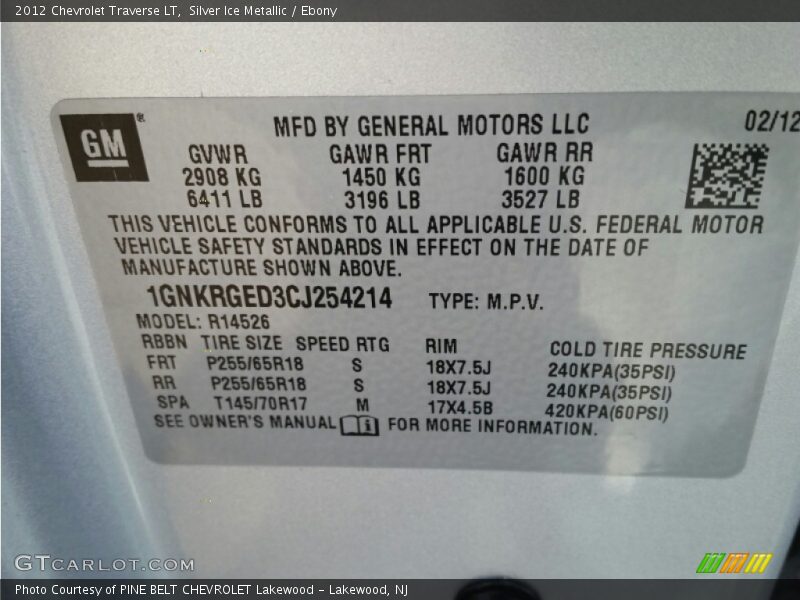 2012 Chevrolet Traverse LT, Silver Ice Metallic / Ebony
GM®
MFD BY GENERAL MOTORS LLC 02/12
GVWR GAWR FRT GAWR RR
2908 KG 1450 KG 1600 KG
6411 LB 3196 LB 3527 LB
THIS VEHICLE CONFORMS TO ALL APPLICABLE U.S. FEDERAL MOTOR
VEHICLE SAFETY STANDARDS IN EFFECT ON THE DATE OF
MANUFACTURE SHOWN ABOVE.
1GNKRGED3CJ254214 TYPE: M.P.V.
MODEL: R14526
RBBN TIRE SIZE SPEED RTG RIM COLD TIRE PRESSURE
FRT P255/65R18 S 18X7.5J 240KPA(35PSI)
RR P255/65R18 S 18X7.5J 240KPA(35PSI)
SPA T145/70R17 M 17X4.5B 420KPA(60PSI)
SEE OWNER'S MANUAL FOR MORE INFORMATION.
GTCARLOT.COM
Photo Courtesy of PINE BELT CHEVROLET Lakewood - Lakewood, NJ